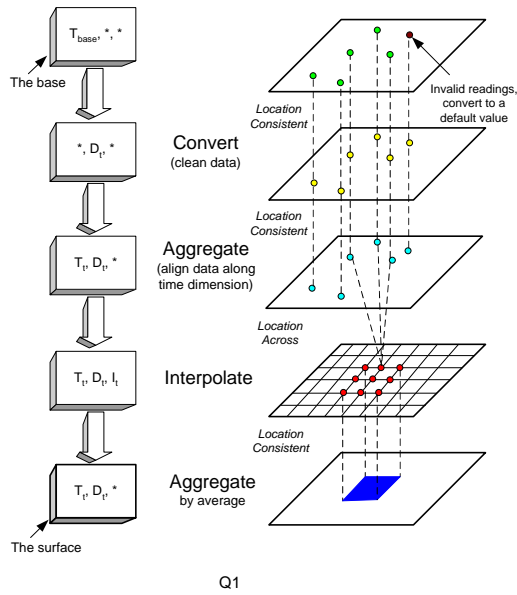 T_base, *, *
The base
Invalid readings,
convert to a
default value
Location
Consistent
Convert
(clean data)
*, D_t, *
Location
Consistent
Aggregate
(align data along
time dimension)
T_t, D_t, *
Location
Across
Interpolate
T_t, D_t, I_t
Location
Consistent
Aggregate
by average
T_t, D_t, *
The surface
Q1